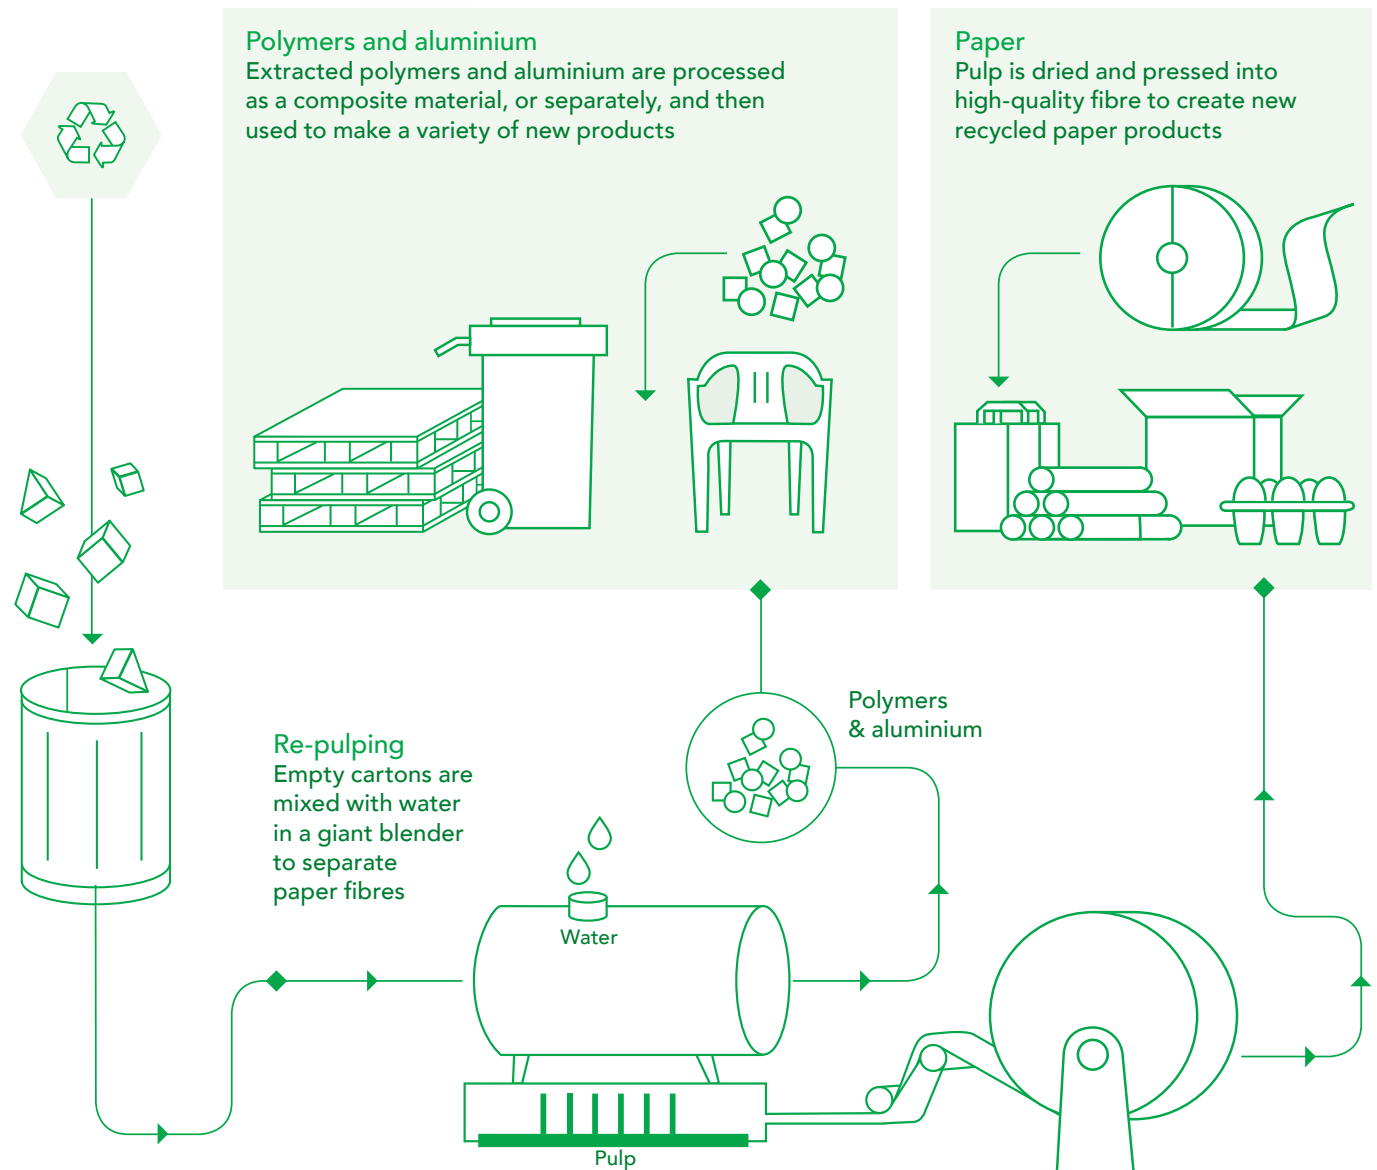 Polymers and aluminium
Extracted polymers and aluminium are processed
as a composite material, or separately, and then
used to make a variety of new products
Paper
Pulp is dried and pressed into
high-quality fibre to create new
recycled paper products
Polymers
& aluminium
Re-pulping
Empty cartons are
mixed with water
in a giant blender
to separate
paper fibres
Water
Pulp